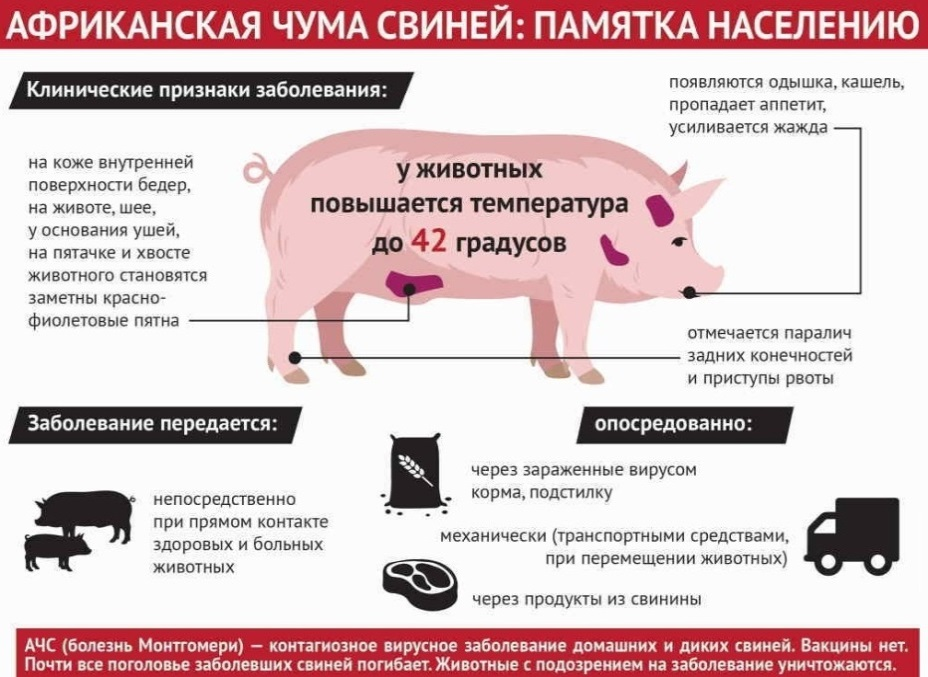 АФРИКАНСКАЯ ЧУМА СВИНЕЙ: ПАМЯТКА НАСЕЛЕНИЮ
Клинические признаки заболевания:
появляются одышка, кашель,
пропадает аппетит,
усиливается жажда
на коже внутренней
поверхности бедер,
на животе, шее,
у основания ушей,
на пятачке и хвосте
животного становятся
заметны красно-
фиолетовые пятна
у животных
повышается температура
до 42 градусов
отмечается паралич
задних конечностей
и приступы рвоты
Заболевание передается:
непосредственно
при прямом контакте
здоровых и больных
животных
опосредованно:
через зараженные вирусом
корма, подстилку
механически (транспортными средствами,
при перемещении животных)
через продукты из свинины
АЧС (болезнь Монтгомери) — контагиозное вирусное заболевание домашних и диких свиней. Вакцины нет.
Почти все поголовье заболевших свиней погибает. Животные с подозрением на заболевание уничтожаются.